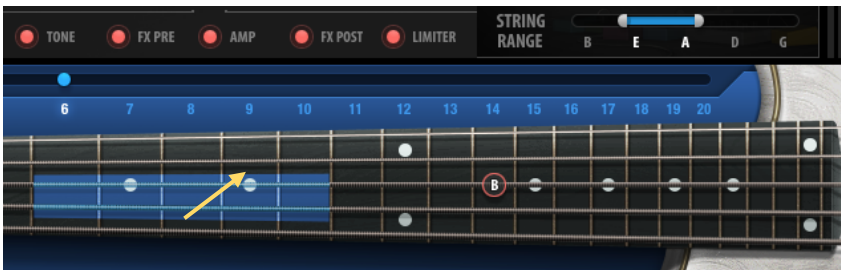 STRING
RANGE
TONE FX PRE AMP FX POST LIMITER
B E A D G
6 7 8 9 10 11 12 13 14 15 16 17 18 19 20
B